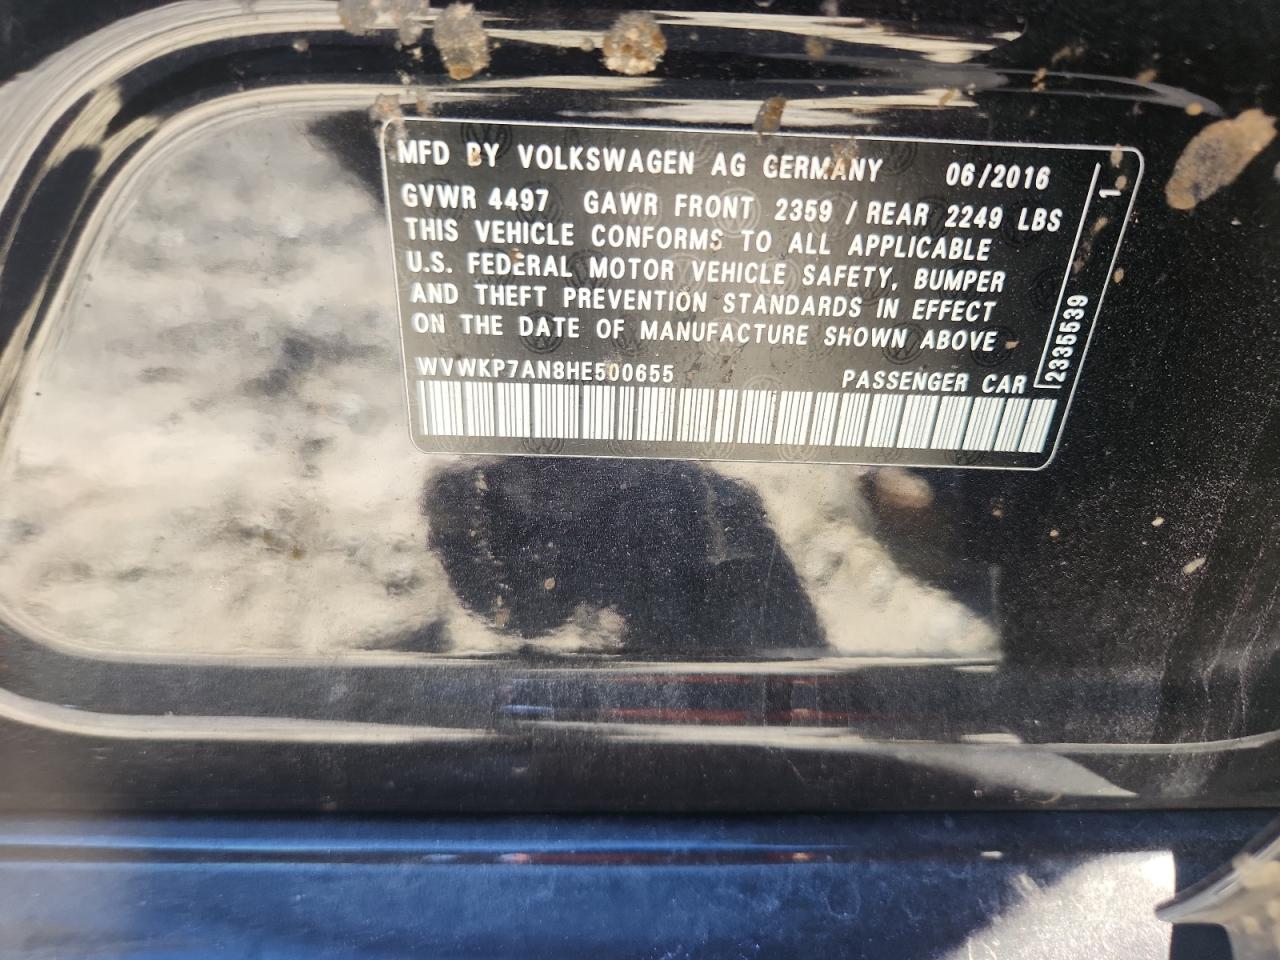 MFD BY VOLKSWAGEN AG GERMANY 06/2016
GVWR 4497 GAWR FRONT 2359 / REAR 2249 LBS
THIS VEHICLE CONFORMS TO ALL APPLICABLE
U.S. FEDERAL MOTOR VEHICLE SAFETY, BUMPER
AND THEFT PREVENTION STANDARDS IN EFFECT
ON THE DATE OF MANUFACTURE SHOWN ABOVE
WVWKP7AN8HE500655 PASSENGER CAR
2335539 1